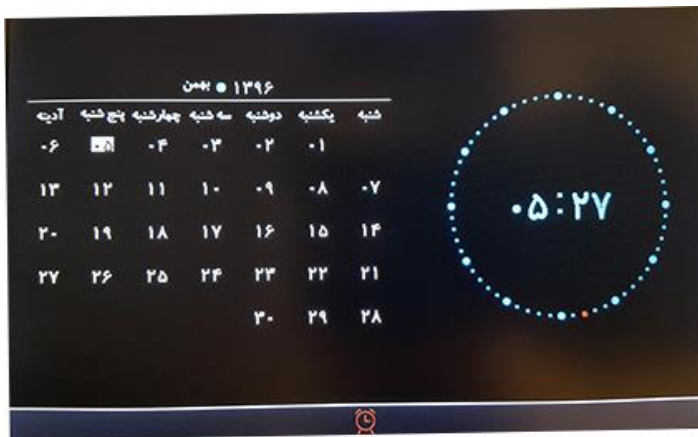 ۱۳۹۶ ● بهمن
شنبه یکشنبه دوشنبه سه شنبه چهارشنبه پنج شنبه آدینه
۰۱ ۰۲ ۰۳ ۰۴ ۰۵ ۰۶
۰۷ ۰۸ ۰۹ ۱۰ ۱۱ ۱۲ ۱۳
۱۴ ۱۵ ۱۶ ۱۷ ۱۸ ۱۹ ۲۰
۲۱ ۲۲ ۲۳ ۲۴ ۲۵ ۲۶ ۲۷
۲۸ ۲۹ ۳۰
۰۵:۲۷